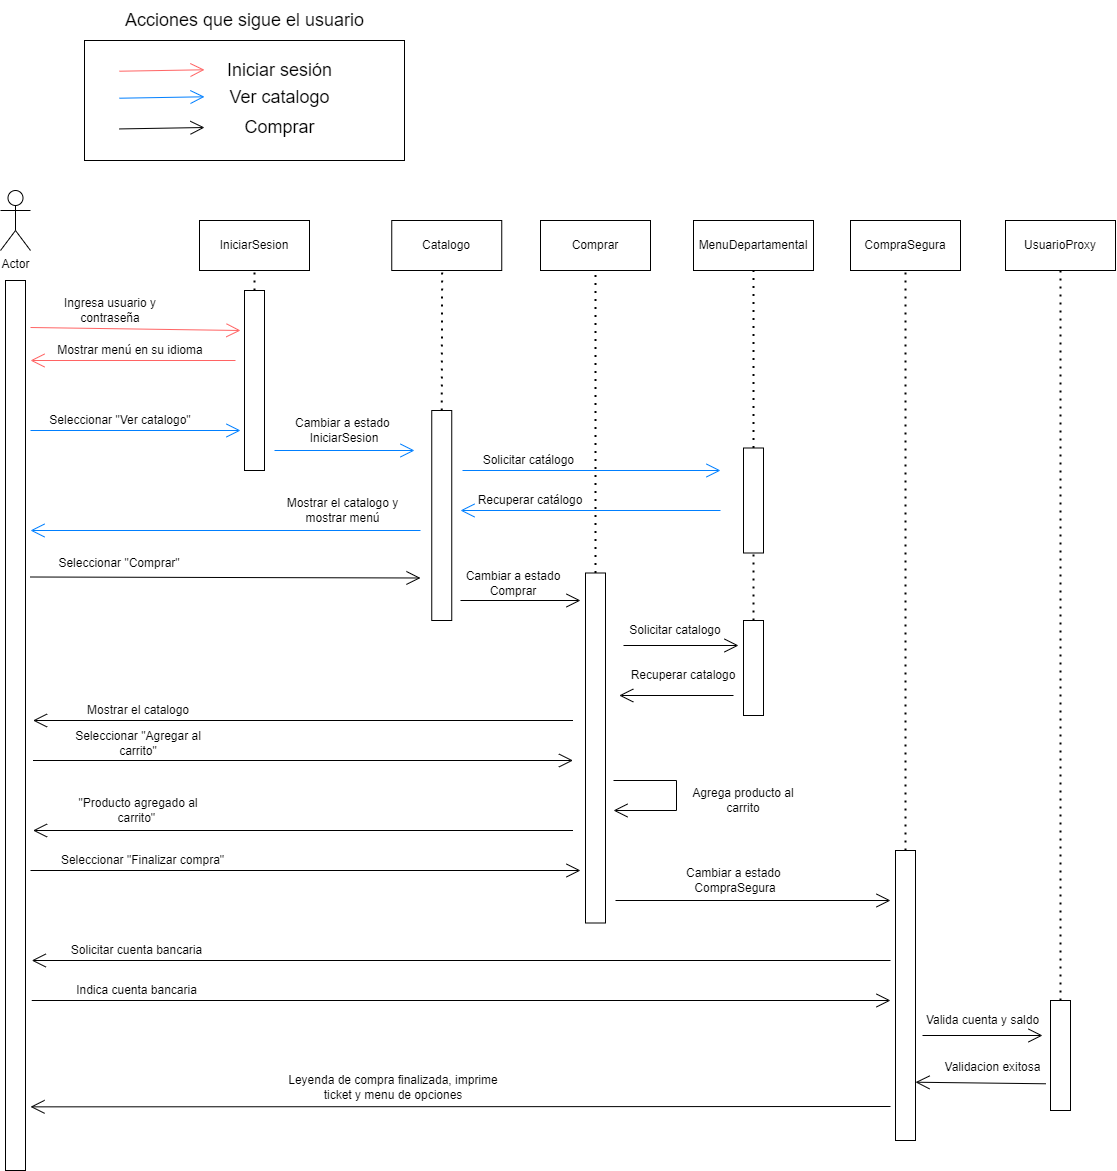 Acciones que sigue el usuario
Iniciar sesión
Ver catalogo
Comprar
Actor
IniciarSesion
Catalogo
Comprar
MenuDepartamental
CompraSegura
UsuarioProxy
Ingresa usuario y
contraseña
Mostrar menú en su idioma
Seleccionar "Ver catalogo"
Cambiar a estado
IniciarSesion
Solicitar catálogo
Recuperar catálogo
Mostrar el catalogo y
mostrar menú
Seleccionar "Comprar"
Cambiar a estado
Comprar
Solicitar catalogo
Recuperar catalogo
Mostrar el catalogo
Seleccionar "Agregar al
carrito"
Agrega producto al
carrito
"Producto agregado al
carrito"
Seleccionar "Finalizar compra"
Cambiar a estado
CompraSegura
Solicitar cuenta bancaria
Indica cuenta bancaria
Valida cuenta y saldo
Validacion exitosa
Leyenda de compra finalizada, imprime
ticket y menu de opciones